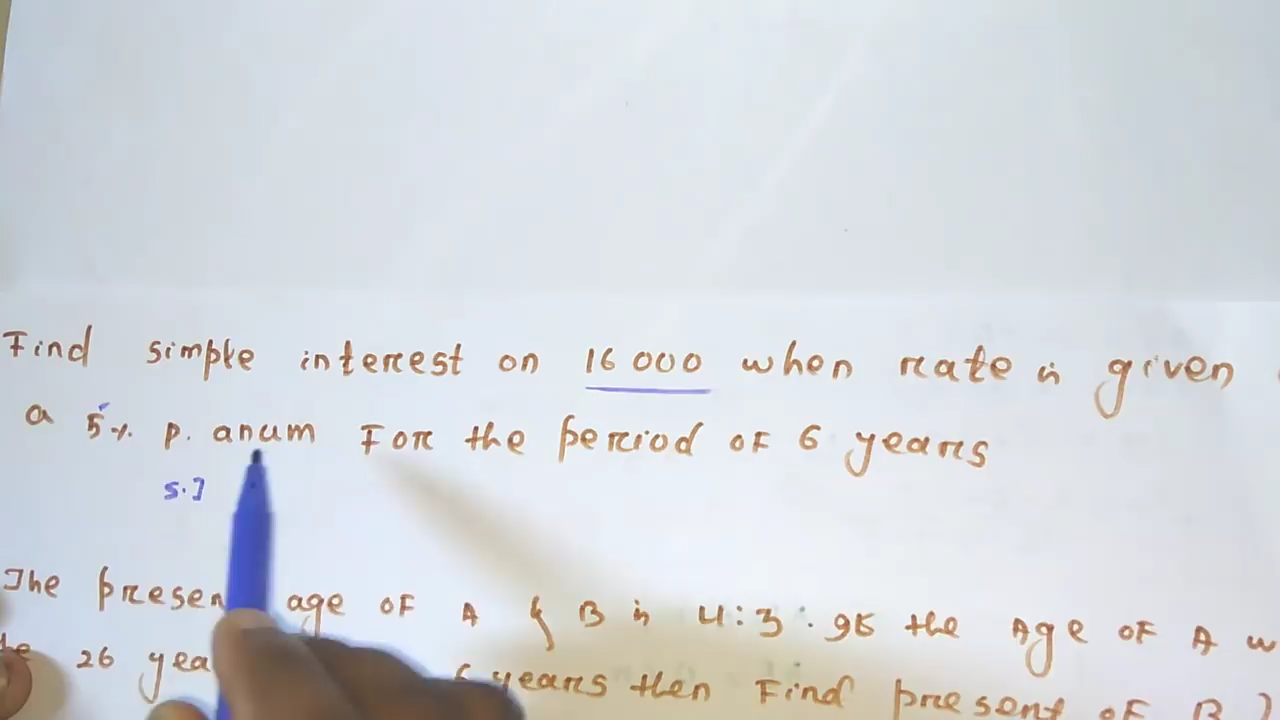 Find simple interest on 16000 when rate is given
a 5% p. anum For the period of 6 years
S.I
The presen age of A & B is 4:3. If the Age of A w
26 yea 6 years then Find present of B ?